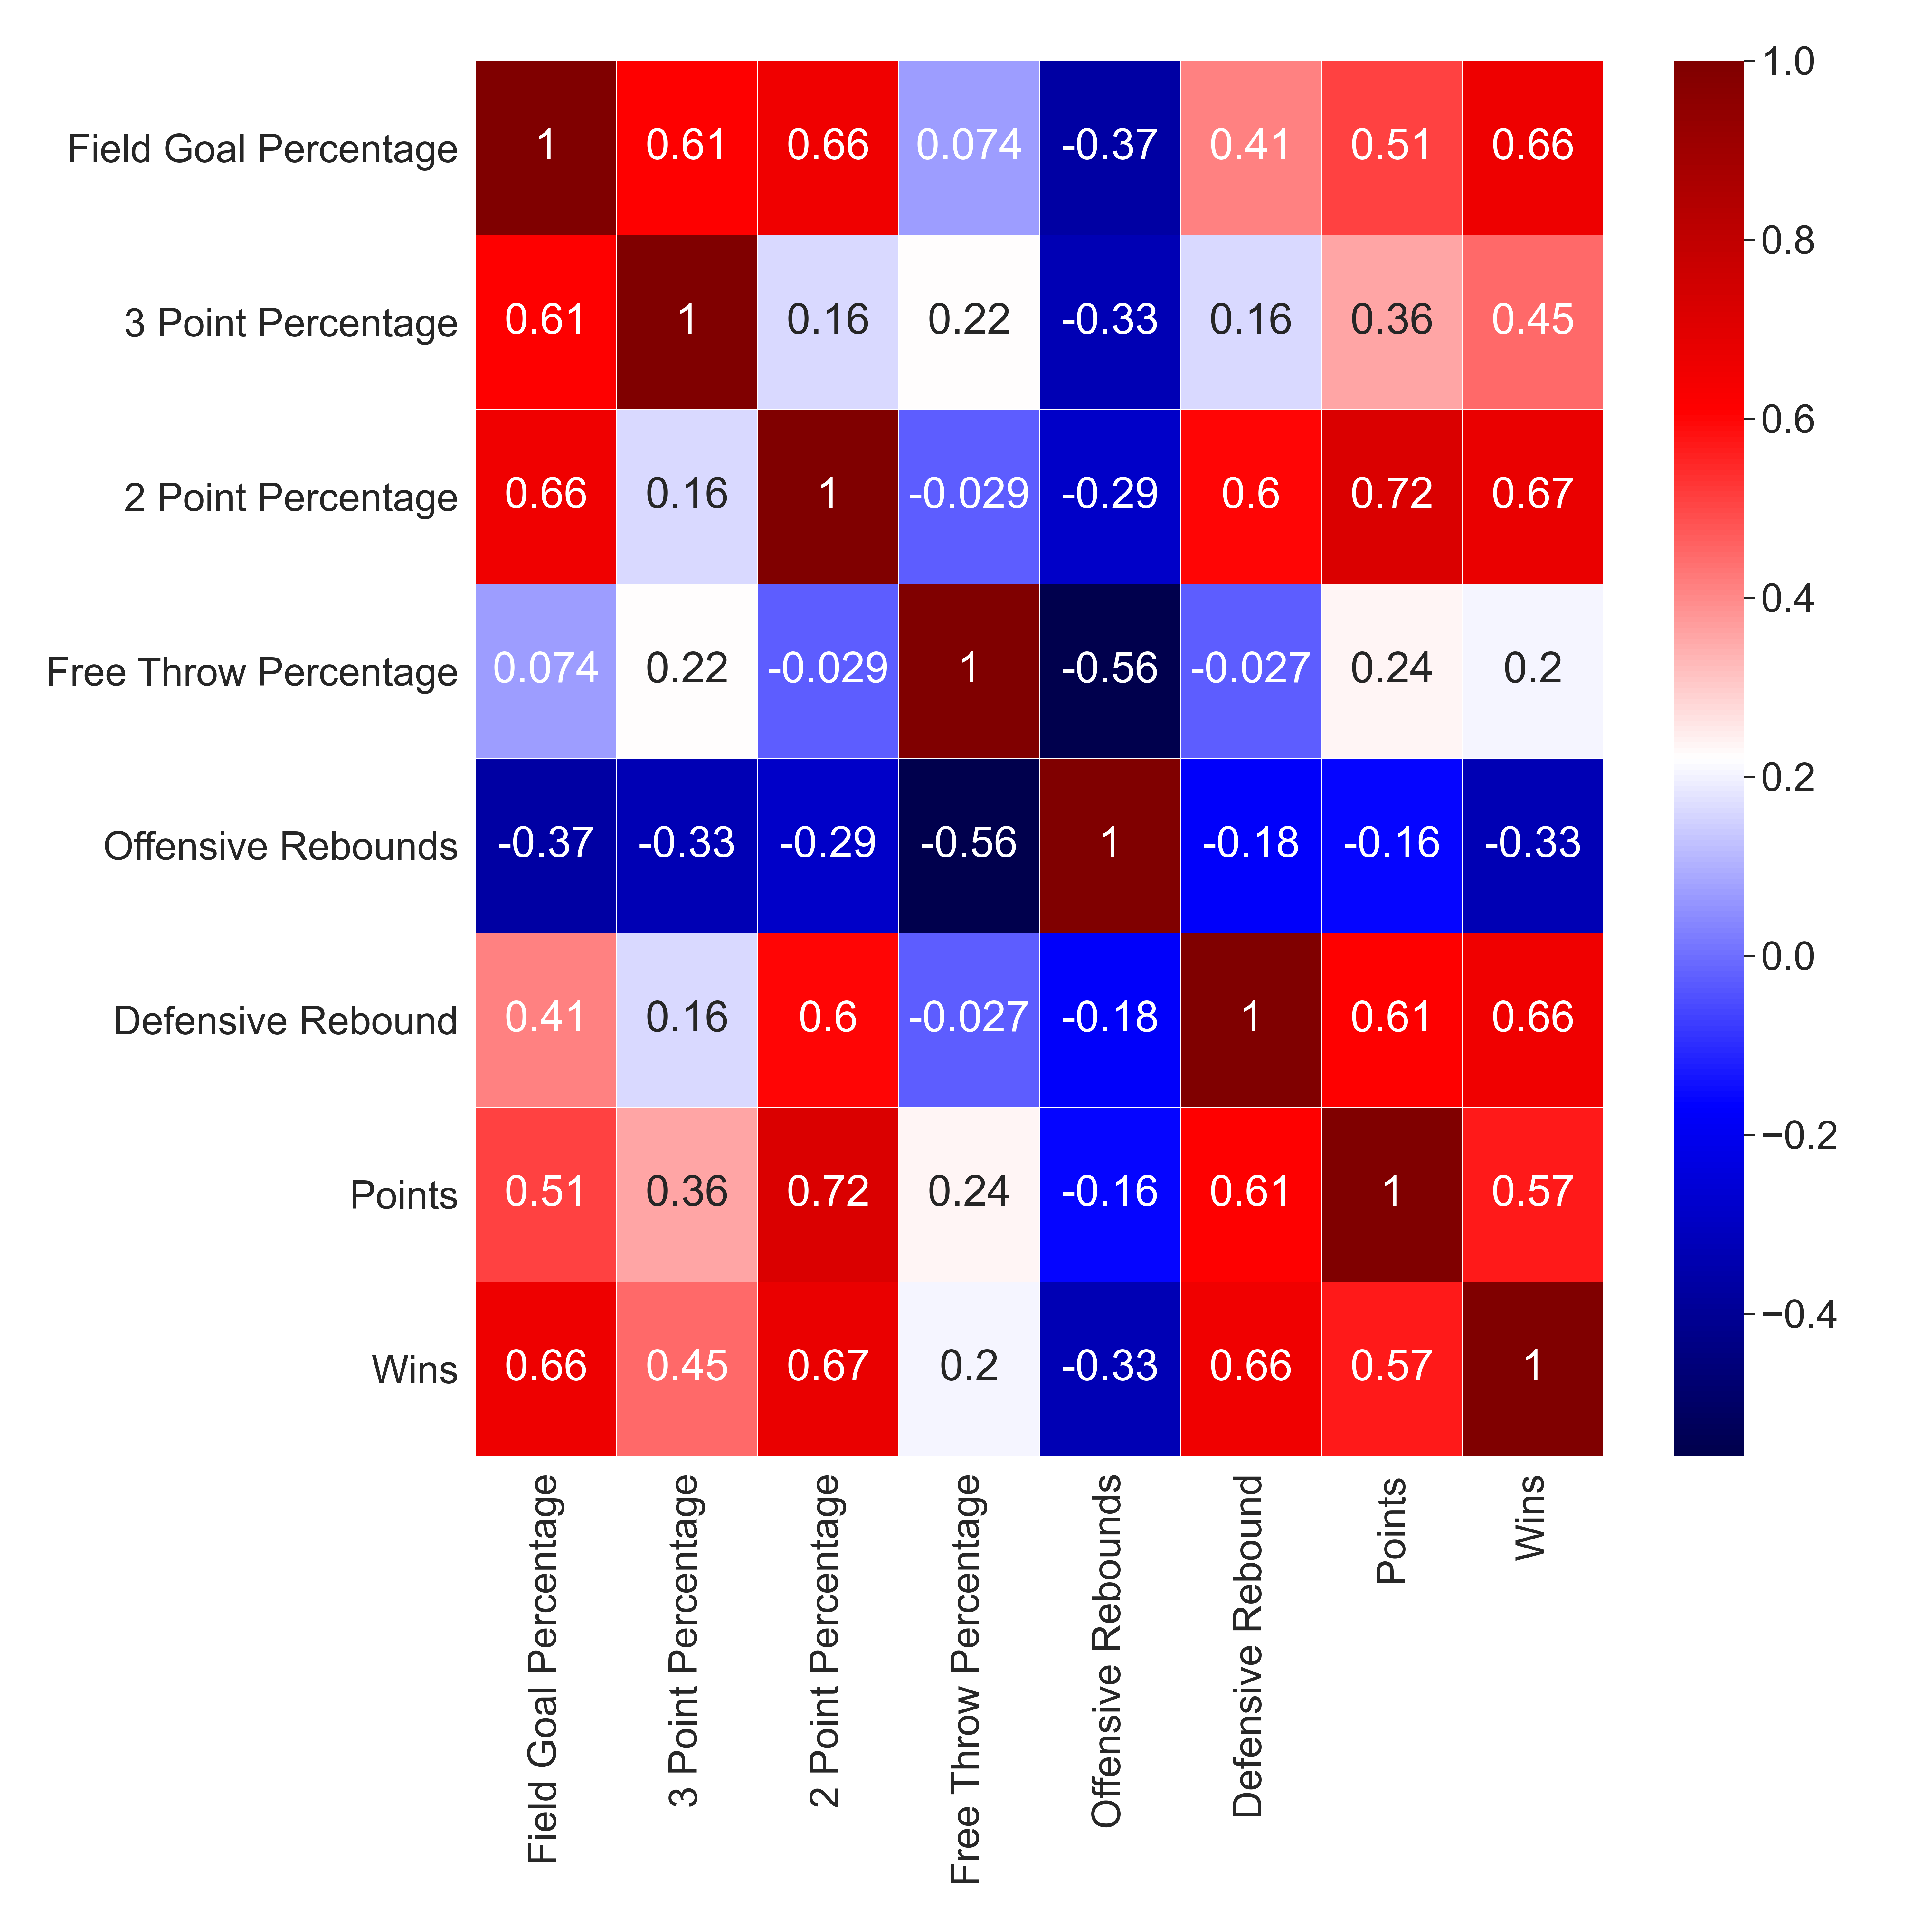 Field Goal Percentage 1 0.61 0.66 0.074 -0.37 0.41 0.51 0.66
3 Point Percentage 0.61 1 0.16 0.22 -0.33 0.16 0.36 0.45
2 Point Percentage 0.66 0.16 1 -0.029 -0.29 0.6 0.72 0.67
Free Throw Percentage 0.074 0.22 -0.029 1 -0.56 -0.027 0.24 0.2
Offensive Rebounds -0.37 -0.33 -0.29 -0.56 1 -0.18 -0.16 -0.33
Defensive Rebound 0.41 0.16 0.6 -0.027 -0.18 1 0.61 0.66
Points 0.51 0.36 0.72 0.24 -0.16 0.61 1 0.57
Wins 0.66 0.45 0.67 0.2 -0.33 0.66 0.57 1
Field Goal Percentage
3 Point Percentage
2 Point Percentage
Free Throw Percentage
Offensive Rebounds
Defensive Rebound
Points
Wins
1.0
0.8
0.6
0.4
0.2
0.0
−0.2
−0.4